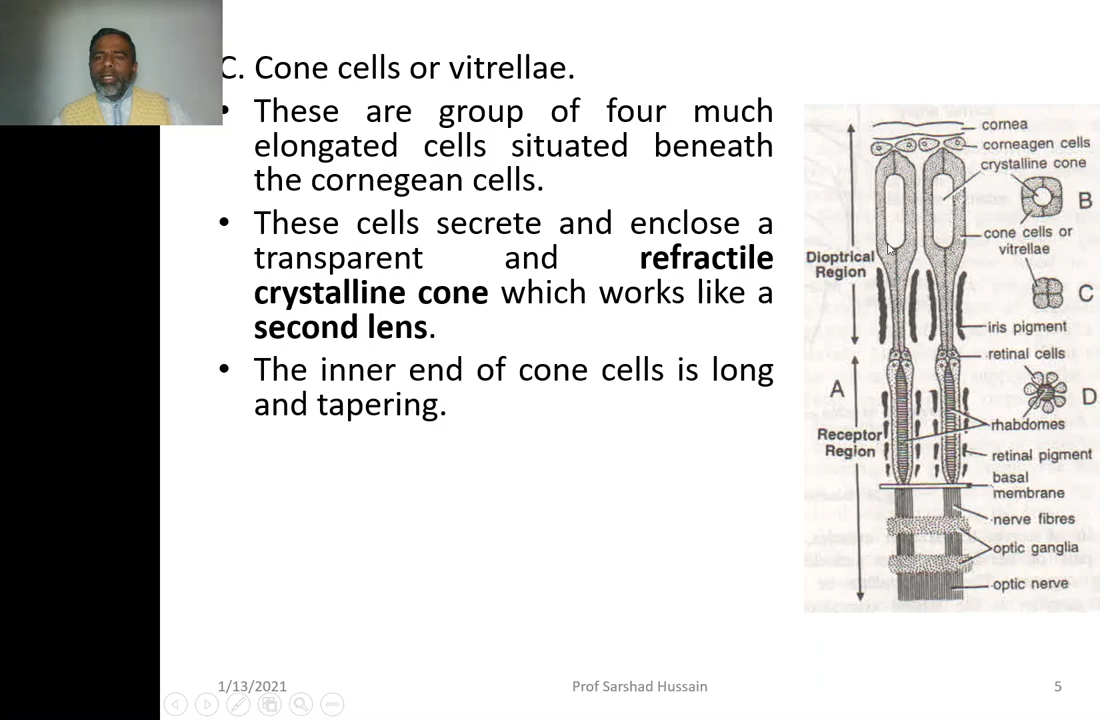 C. Cone cells or vitrellae.
• These are group of four much
elongated cells situated beneath
the cornegean cells.
• These cells secrete and enclose a
transparent and refractile
crystalline cone which works like a
second lens.
• The inner end of cone cells is long
and tapering.
cornea
corneagen cells
crystalline cone
B
cone cells or
vitrellae
Dioptrical
Region
C
iris pigment
retinal cells
A
D
rhabdomes
Receptor
Region
retinal pigment
basal
membrane
nerve fibres
optic ganglia
optic nerve
1/13/2021
Prof Sarshad Hussain
5